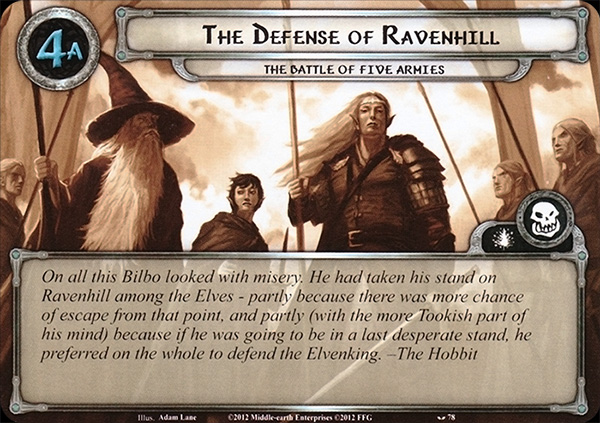 4A
THE DEFENSE OF RAVENHILL
THE BATTLE OF FIVE ARMIES
On all this Bilbo looked with misery. He had taken his stand on
Ravenhill among the Elves - partly because there was more chance
of escape from that point, and partly (with the more Tookish part of
his mind) because if he was going to be in a last desperate stand, he
preferred on the whole to defend the Elvenking. –The Hobbit
Illus. Adam Lane ©2012 Middle-earth Enterprises ©2012 FFG 78